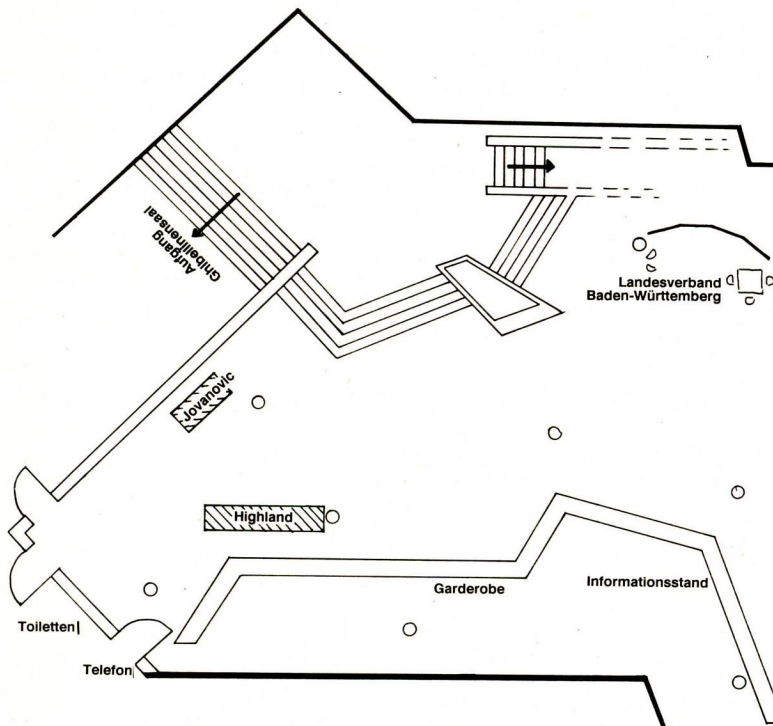 Aufgang
Ghibellinensaal
Landesverband
Baden-Württemberg
Jovanovic
Highland
Garderobe
Informationsstand
Toiletten
Telefon